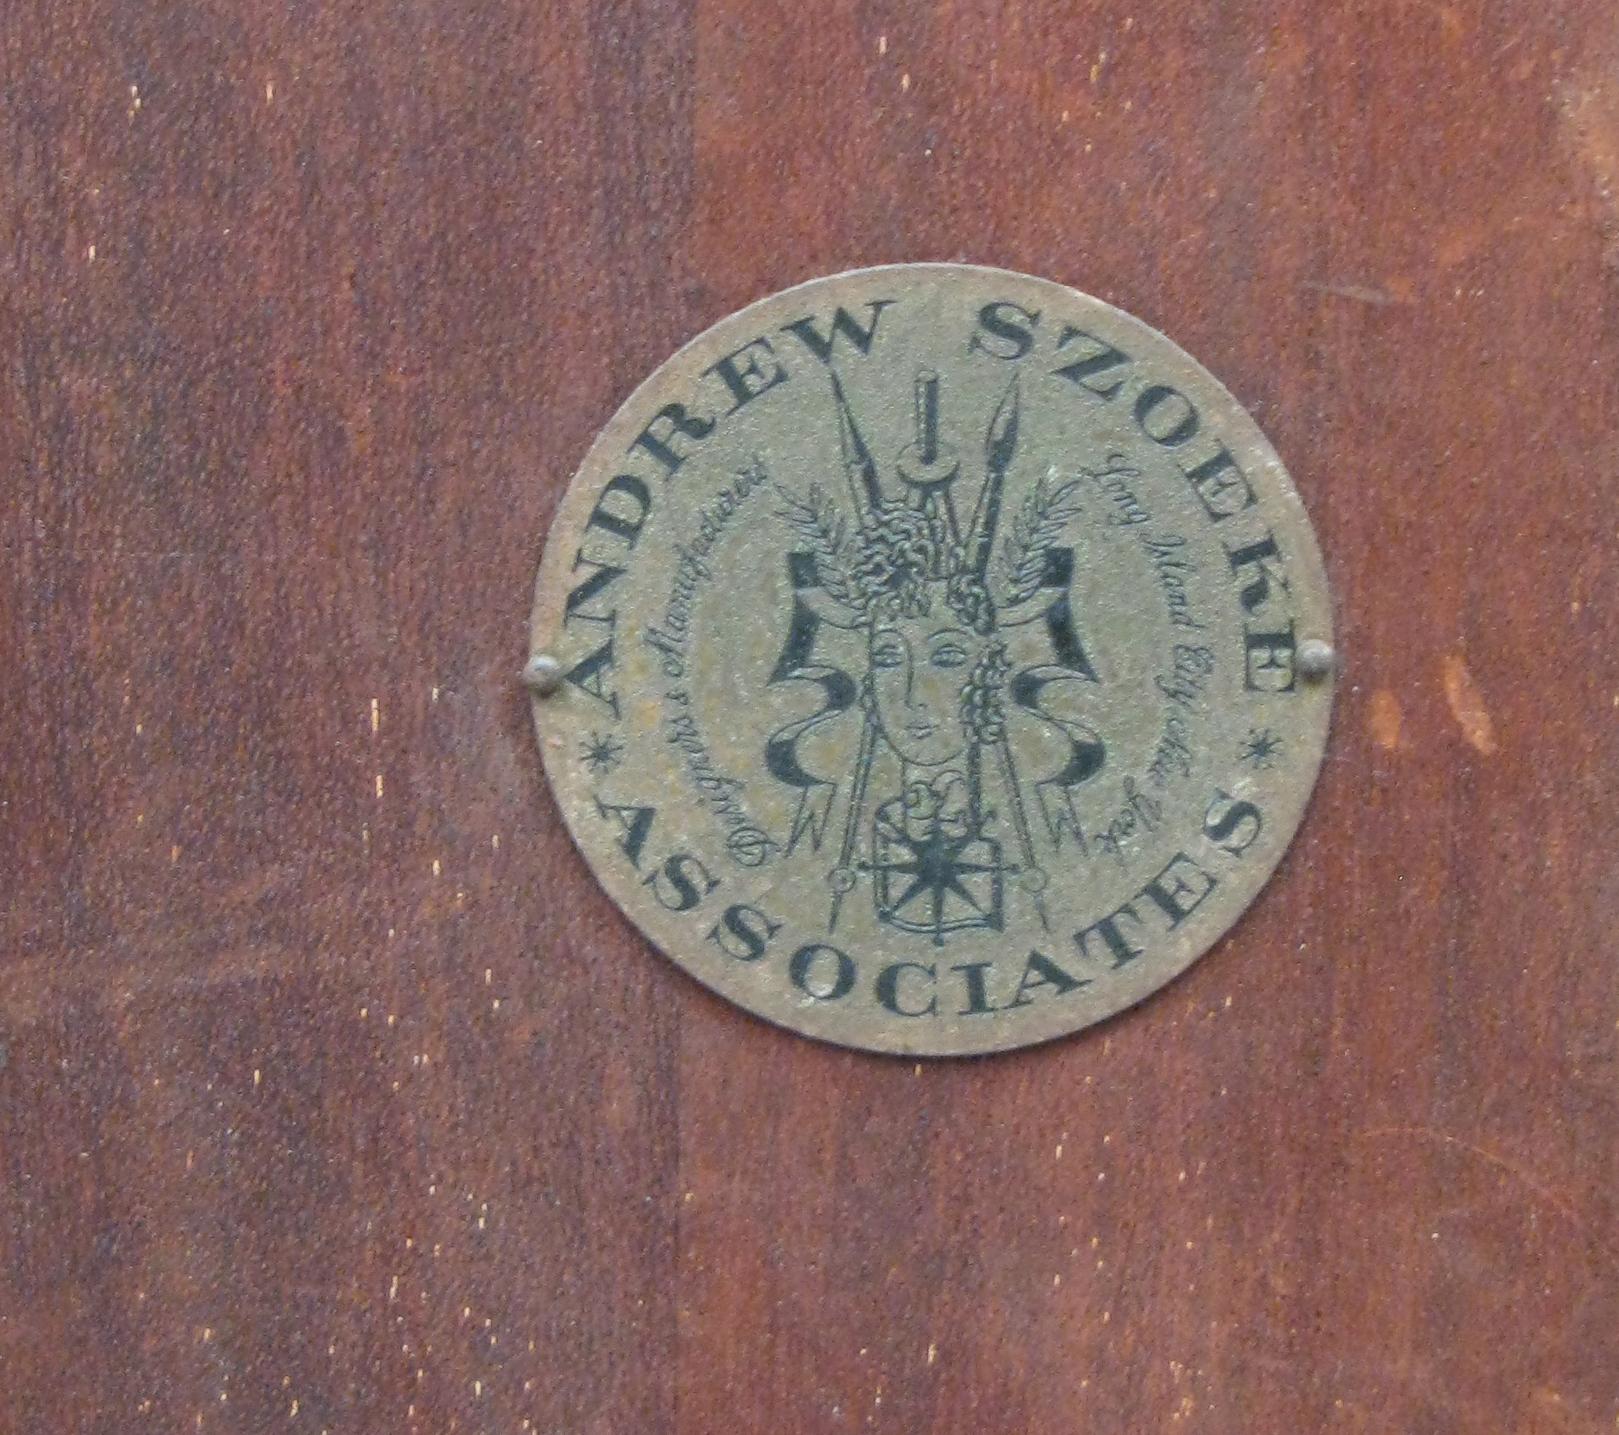 ANDREW SZOEKE
Designers & Manufacturers
Long Island City, New York
* ASSOCIATES *